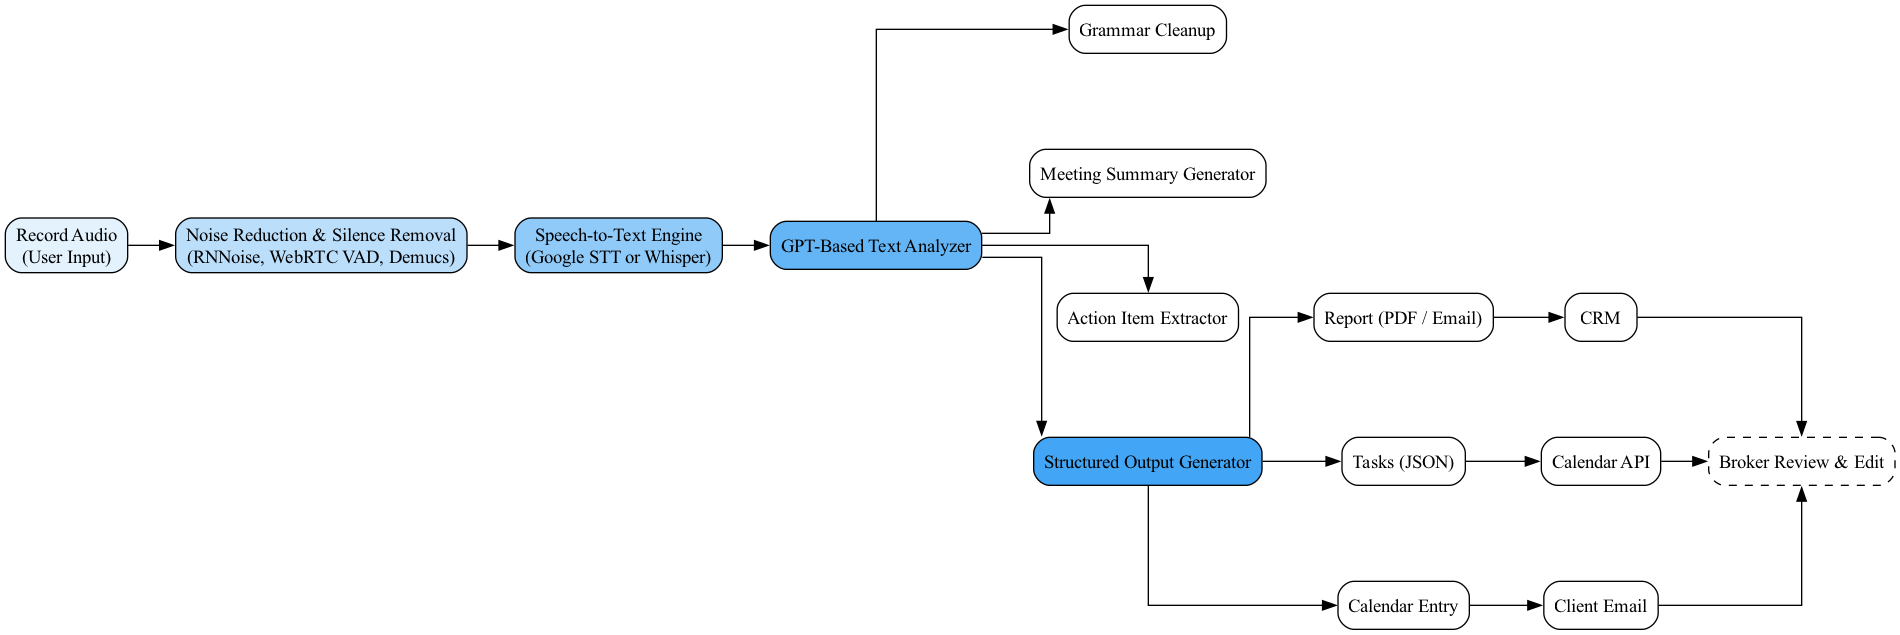 Grammar Cleanup
Meeting Summary Generator
Record Audio
(User Input)
Noise Reduction & Silence Removal
(RNNoise, WebRTC VAD, Demucs)
Speech-to-Text Engine
(Google STT or Whisper)
GPT-Based Text Analyzer
Action Item Extractor
Report (PDF / Email)
CRM
Structured Output Generator
Tasks (JSON)
Calendar API
Broker Review & Edit
Calendar Entry
Client Email